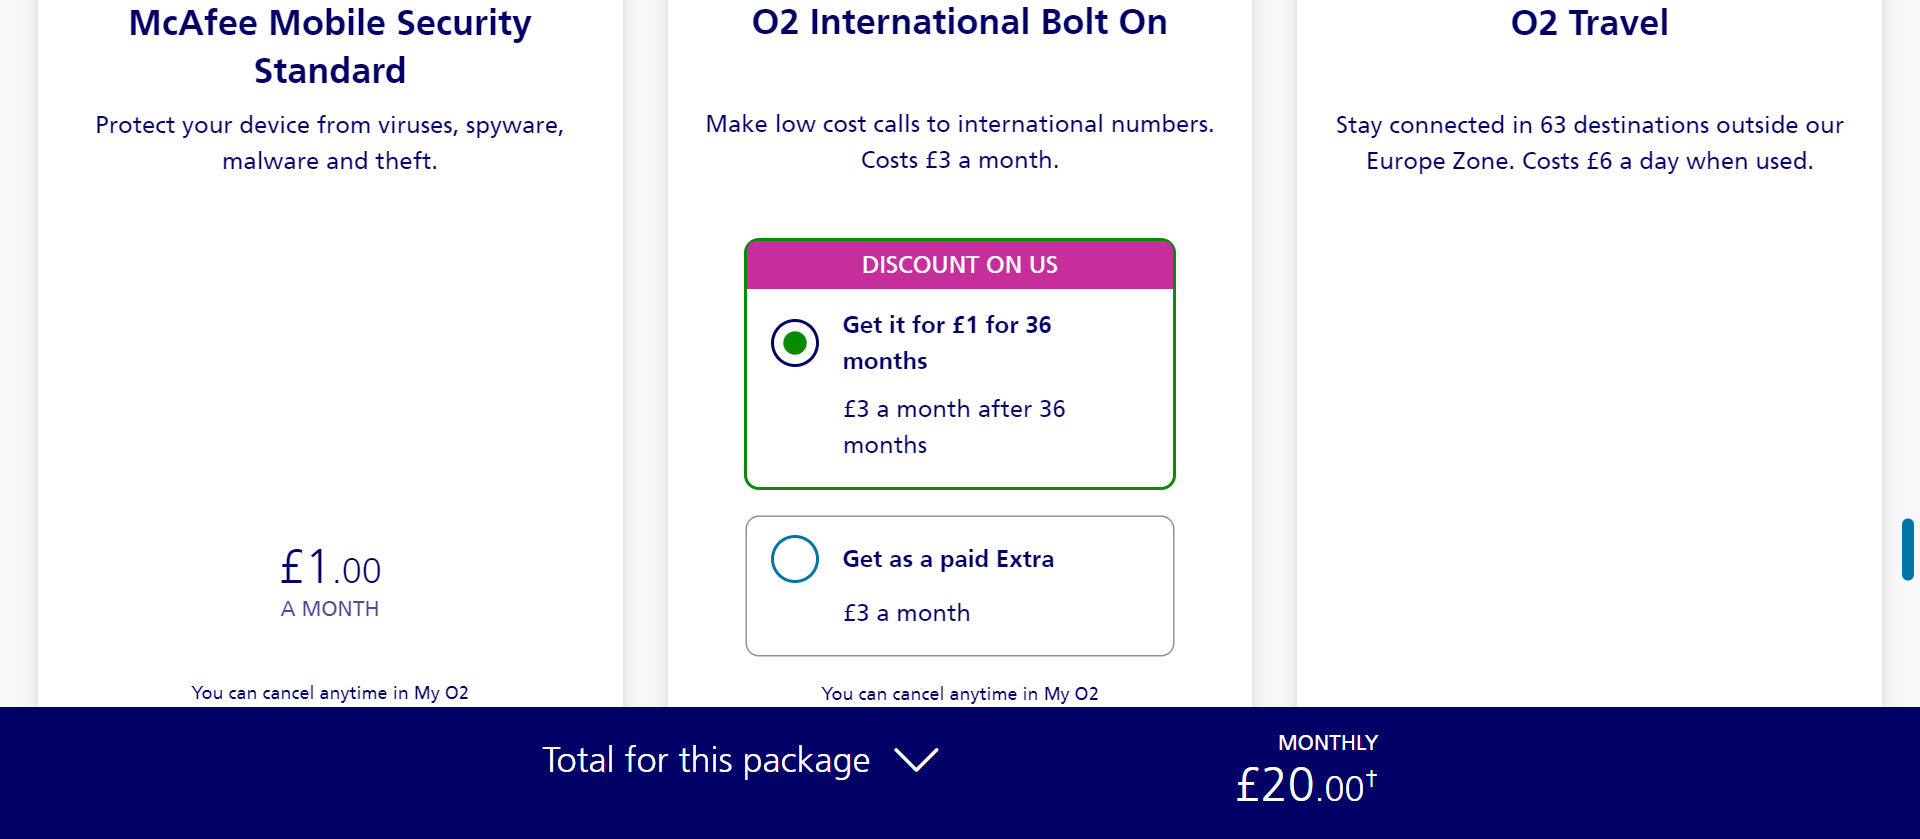 McAfee Mobile Security
Standard
Protect your device from viruses, spyware,
malware and theft.
£1.00
A MONTH
You can cancel anytime in My O2
O2 International Bolt On
Make low cost calls to international numbers.
Costs £3 a month.
DISCOUNT ON US
Get it for £1 for 36
months
£3 a month after 36
months
Get as a paid Extra
£3 a month
You can cancel anytime in My O2
O2 Travel
Stay connected in 63 destinations outside our
Europe Zone. Costs £6 a day when used.
Total for this package
MONTHLY
£20.00†